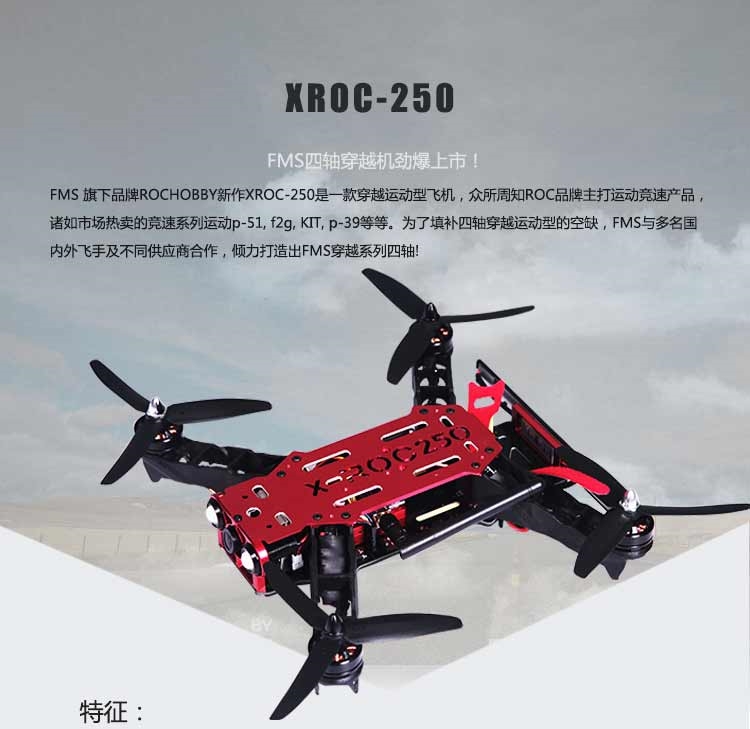 XROC-250
FMS四轴穿越机劲爆上市！
FMS 旗下品牌ROCHOBBY新作XROC-250是一款穿越运动型飞机，众所周知ROC品牌主打运动竞速产品，
诸如市场热卖的竞速系列运动p-51, f2g, KIT, p-39等等。为了填补四轴穿越运动型的空缺，FMS与多名国
内外飞手及不同供应商合作，倾力打造出FMS穿越系列四轴!
X-ROC250
BY
特征：